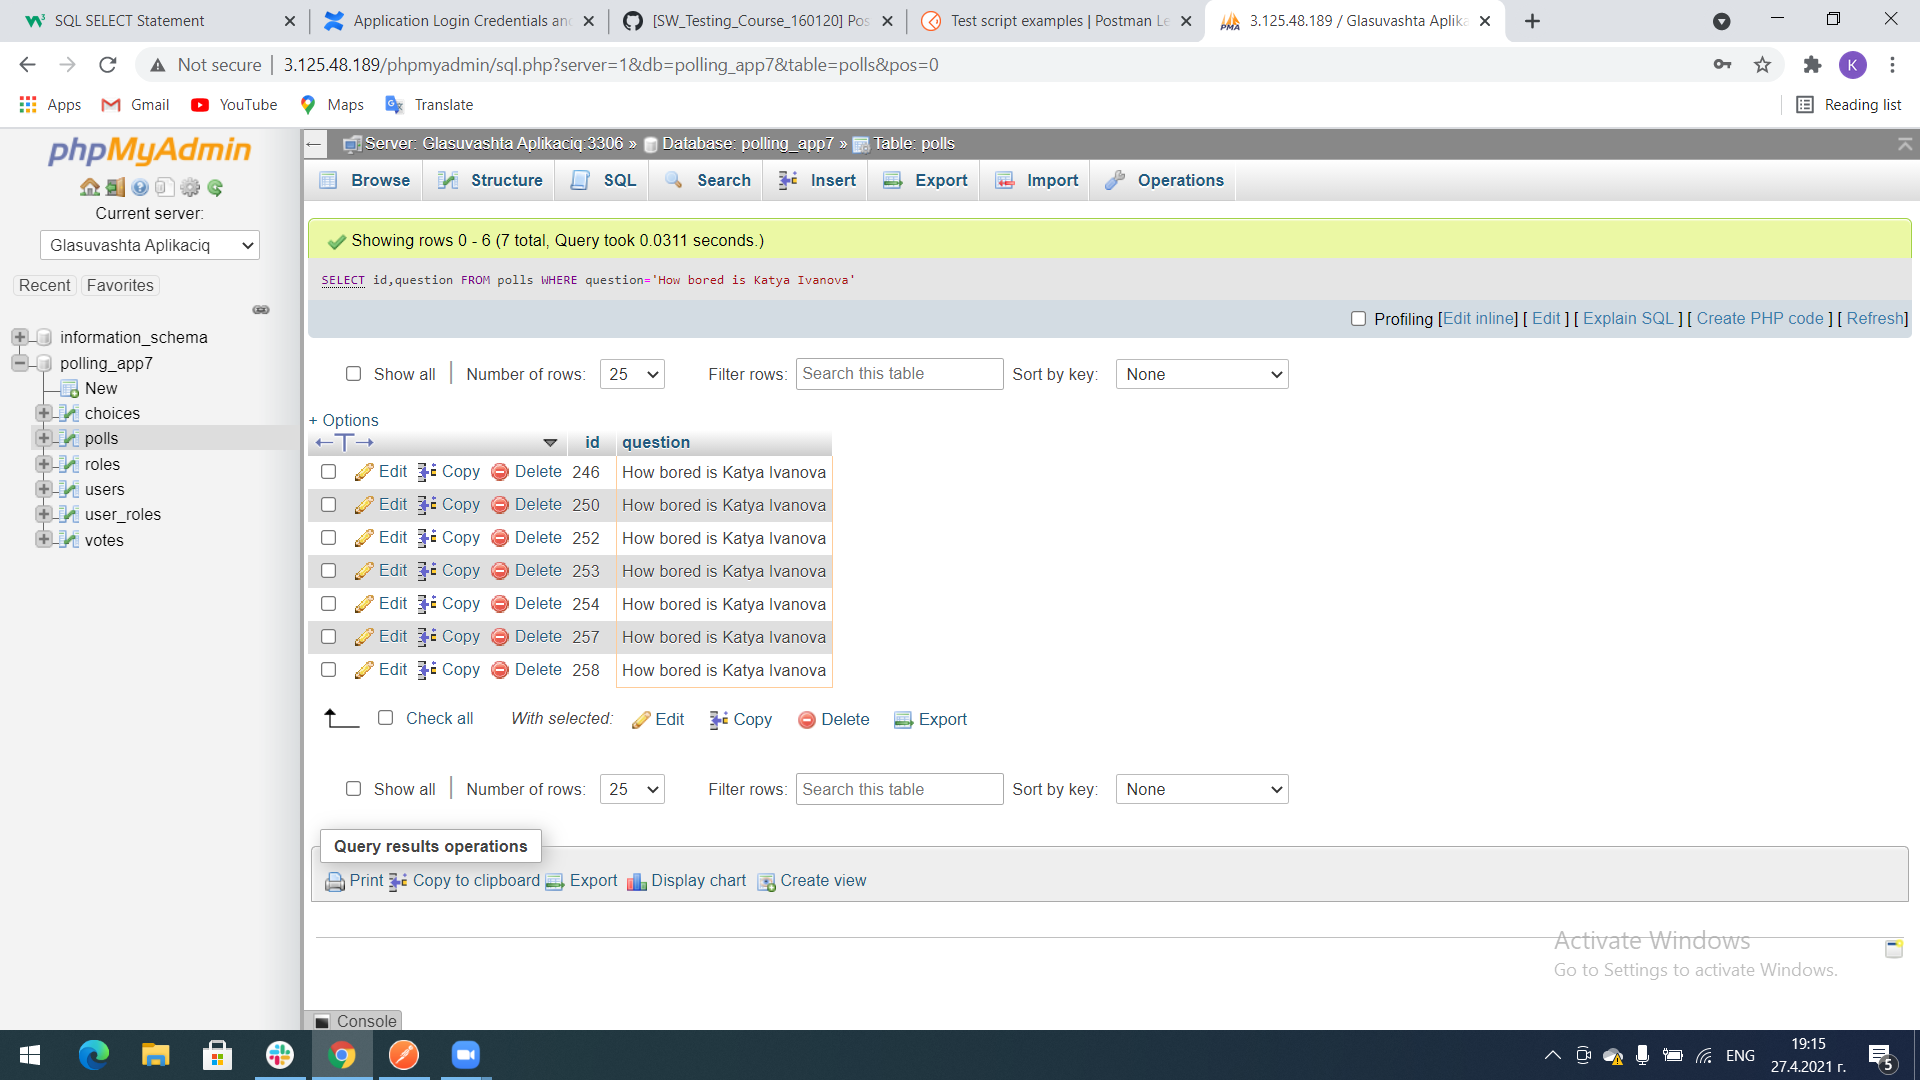 SQL SELECT Statement
Application Login Credentials an
[SW_Testing_Course_160120] Pos
Test script examples | Postman Le
3.125.48.189 / Glasuvashta Aplika
Not secure
3.125.48.189/phpmyadmin/sql.php?server=1&db=polling_app7&table=polls&pos=0
K
Apps
Gmail
YouTube
Maps
Translate
Reading list
phpMyAdmin
Current server:
Glasuvashta Aplikaciq
Recent
Favorites
information_schema
polling_app7
New
choices
polls
roles
users
user_roles
votes
Server: Glasuvashta Aplikaciq:3306 » Database: polling_app7 » Table: polls
Browse
Structure
SQL
Search
Insert
Export
Import
Operations
Showing rows 0 - 6 (7 total, Query took 0.0311 seconds.)
SELECT id,question FROM polls WHERE question='How bored is Katya Ivanova'
Profiling [Edit inline] [ Edit ] [ Explain SQL ] [ Create PHP code ] [ Refresh]
Show all
Number of rows: 25
Filter rows: Search this table
Sort by key: None
+ Options
←T→ id question
Edit Copy Delete 246 How bored is Katya Ivanova
Edit Copy Delete 250 How bored is Katya Ivanova
Edit Copy Delete 252 How bored is Katya Ivanova
Edit Copy Delete 253 How bored is Katya Ivanova
Edit Copy Delete 254 How bored is Katya Ivanova
Edit Copy Delete 257 How bored is Katya Ivanova
Edit Copy Delete 258 How bored is Katya Ivanova
Check all
With selected:
Edit
Copy
Delete
Export
Show all
Number of rows: 25
Filter rows: Search this table
Sort by key: None
Query results operations
Print
Copy to clipboard
Export
Display chart
Create view
Activate Windows
Go to Settings to activate Windows.
Console
ENG
19:15
27.4.2021 г.
5